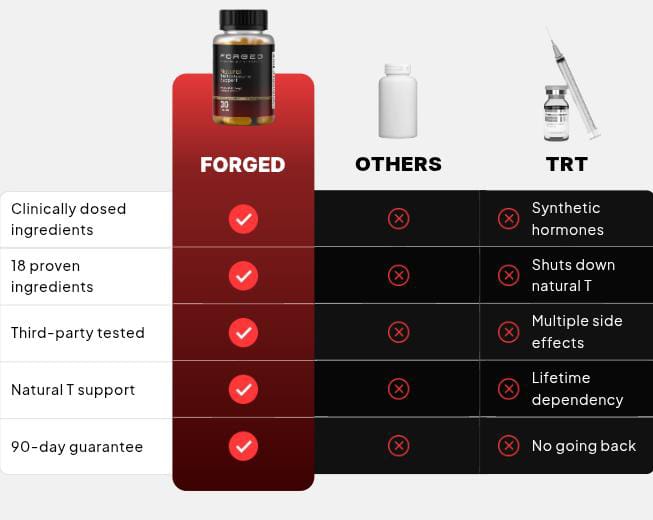 FORGED
Natural
Support
30
FORGED
OTHERS
TRT
Clinically dosed
ingredients
Synthetic
hormones
18 proven
ingredients
Shuts down
natural T
Third-party tested
Multiple side
effects
Natural T support
Lifetime
dependency
90-day guarantee
No going back